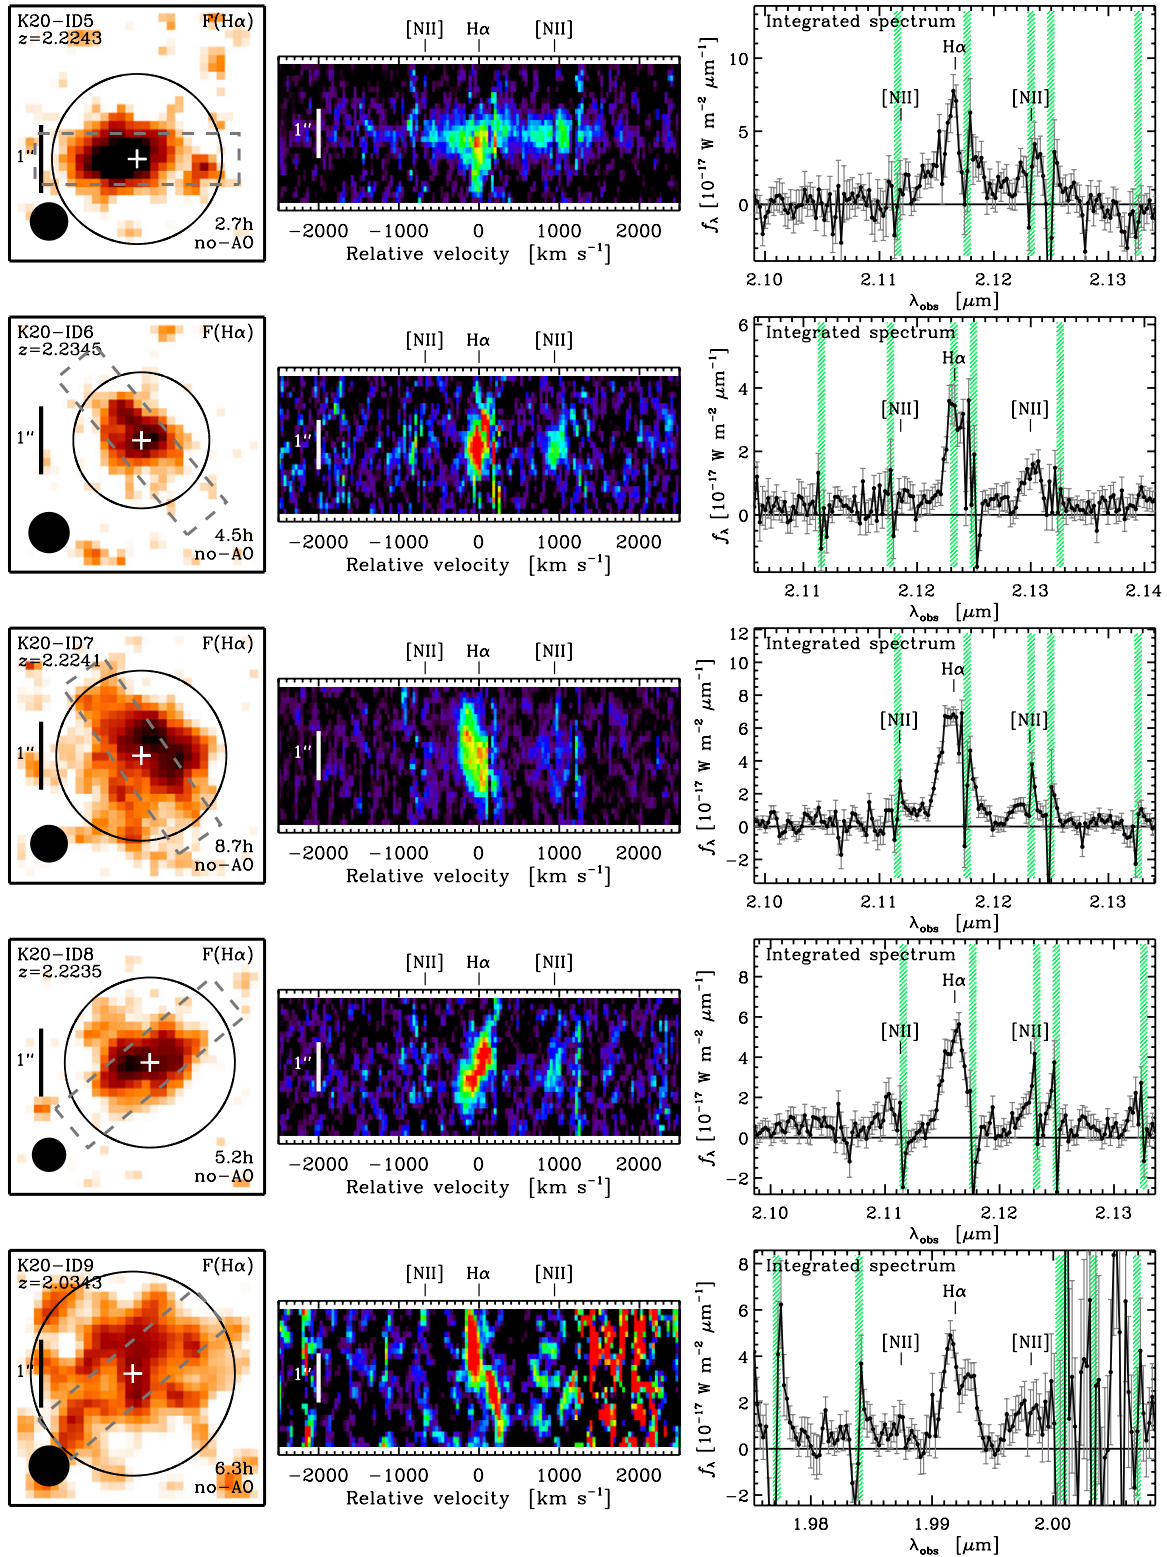 K20-ID5 F(Hα)
z=2.2243
1″
2.7h
no-AO
[NII] Hα [NII]
1″
−2000 −1000 0 1000 2000
Relative velocity [km s⁻¹]
Integrated spectrum
Hα
[NII] [NII]
10
5
0
fλ [10⁻¹⁷ W m⁻² μm⁻¹]
2.10 2.11 2.12 2.13
λobs [μm]
K20-ID6 F(Hα)
z=2.2345
1″
4.5h
no-AO
[NII] Hα [NII]
1″
−2000 −1000 0 1000 2000
Relative velocity [km s⁻¹]
Integrated spectrum
Hα
[NII] [NII]
6
4
2
0
fλ [10⁻¹⁷ W m⁻² μm⁻¹]
2.11 2.12 2.13 2.14
λobs [μm]
K20-ID7 F(Hα)
z=2.2241
1″
8.7h
no-AO
[NII] Hα [NII]
1″
−2000 −1000 0 1000 2000
Relative velocity [km s⁻¹]
Integrated spectrum
Hα
[NII] [NII]
12
10
8
6
4
2
0
−2
fλ [10⁻¹⁷ W m⁻² μm⁻¹]
2.10 2.11 2.12 2.13
λobs [μm]
K20-ID8 F(Hα)
z=2.2235
1″
5.2h
no-AO
[NII] Hα [NII]
1″
−2000 −1000 0 1000 2000
Relative velocity [km s⁻¹]
Integrated spectrum
Hα
[NII] [NII]
8
6
4
2
0
−2
fλ [10⁻¹⁷ W m⁻² μm⁻¹]
2.10 2.11 2.12 2.13
λobs [μm]
K20-ID9 F(Hα)
z=2.0343
1″
6.3h
no-AO
[NII] Hα [NII]
1″
−2000 −1000 0 1000 2000
Relative velocity [km s⁻¹]
Integrated spectrum
Hα
[NII] [NII]
8
6
4
2
0
−2
fλ [10⁻¹⁷ W m⁻² μm⁻¹]
1.98 1.99 2.00
λobs [μm]